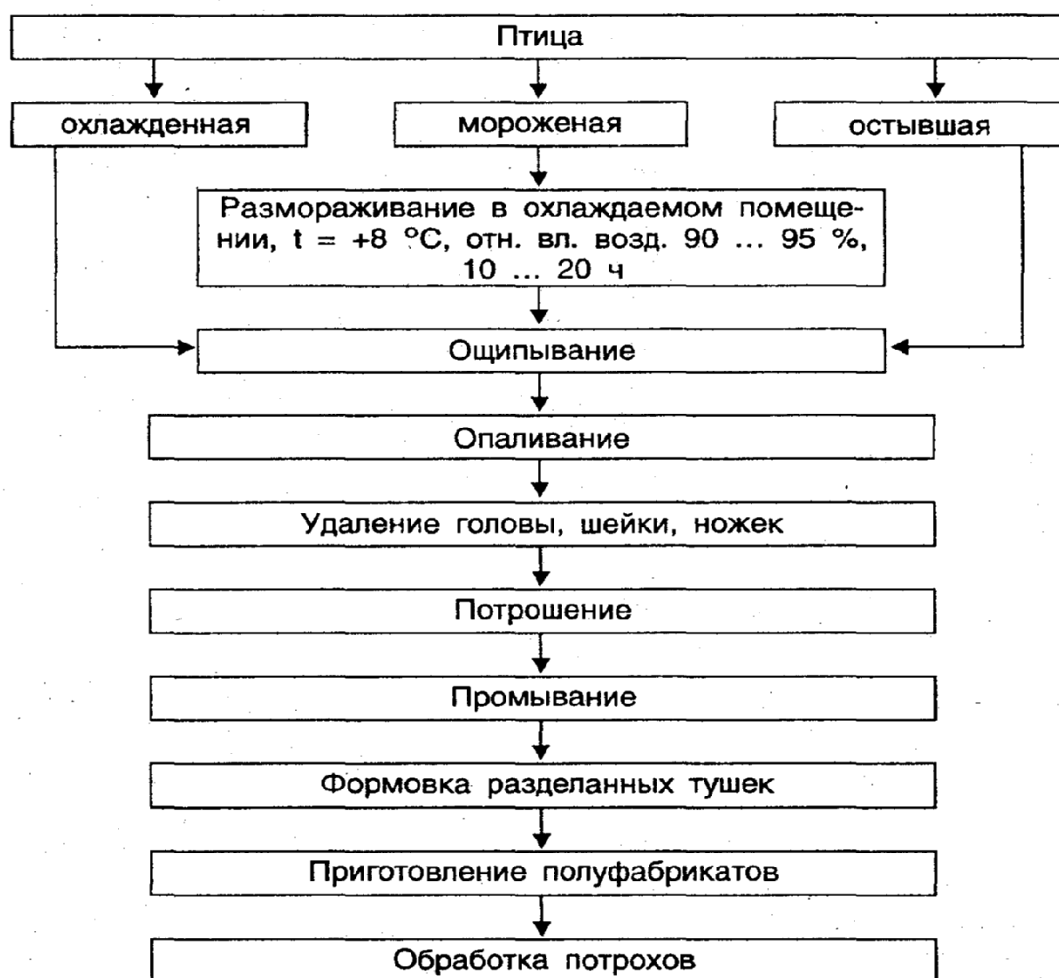 Птица
охлажденная
мороженая
остывшая
Размораживание в охлаждаемом помеще-
нии, t = +8 °С, отн. вл. возд. 90 ... 95 %,
10 ... 20 ч
Ощипывание
Опаливание
Удаление головы, шейки, ножек
Потрошение
Промывание
Формовка разделанных тушек
Приготовление полуфабрикатов
Обработка потрохов